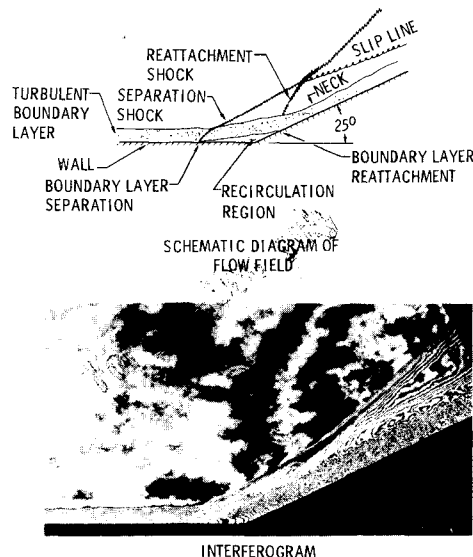 REATTACHMENT
SHOCK
SEPARATION
SHOCK
SLIP LINE
NECK
TURBULENT
BOUNDARY
LAYER
25°
WALL
BOUNDARY LAYER
SEPARATION
RECIRCULATION
REGION
BOUNDARY LAYER
REATTACHMENT
SCHEMATIC DIAGRAM OF
FLOW FIELD
INTERFEROGRAM